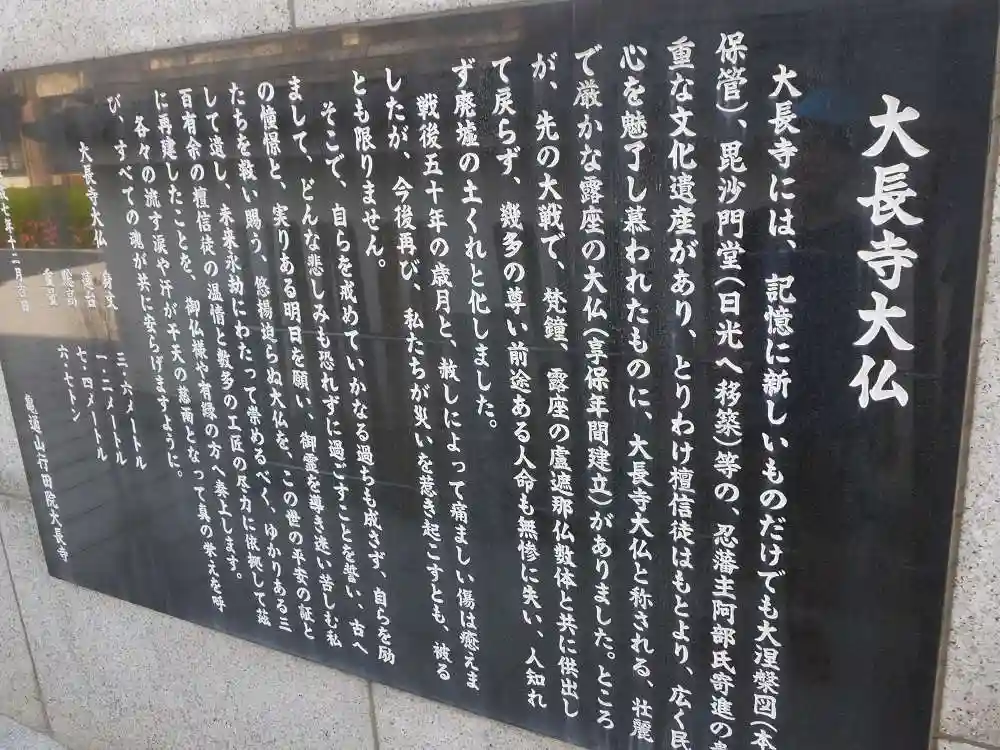 大長寺大仏
大長寺には、記憶に新しいものだけでも大涅槃図(本
保管)、毘沙門堂(日光へ移築)等の、忍藩主阿部氏寄進の
重な文化遺産があり、とりわけ檀信徒はもとより、広く民
心を魅了し慕われたものに、大長寺大仏と称される、壮麗
で厳かな露座の大仏(享保年間建立)がありました。ところ
が、先の大戦で、梵鐘、露座の盧遮那仏数体と共に供出し
て戻らず、幾多の尊い前途ある人命も無惨に失い、人知れ
ず廃墟の土くれと化しました。
戦後五十年の歳月と、赦しによって痛ましい傷は癒えま
したが、今後再び、私たちが災いを惹き起こすとも、被る
とも限りません。
そこで、自らを戒めていかなる過ちも成さず、自らを励
まして、どんな悲しみも恐れずに過ごすことを誓い、古へ
の憧憬と、実りある明日を願い、御霊を導き迷い苦しむ私
たちを救い賜う、悠揚迫らぬ大仏を、この世の平安の証と
して遺し、未来永劫にわたって崇めるべく、ゆかりある三
百有余の檀信徒の温情と数多の工匠の尽力に依拠して茲
に再建したことを、御仏様や有縁の方へ奏上します。
各々の流す涙や汗が干天の慈雨となって真の栄えを呼
び、すべての魂が共に安らげますように。
大長寺大仏 身丈 三・六メートル
蓮台 一・二メートル
総高 七・四メートル
重量 六・七トン
七年十二月吉日
亀通山行田院大長寺